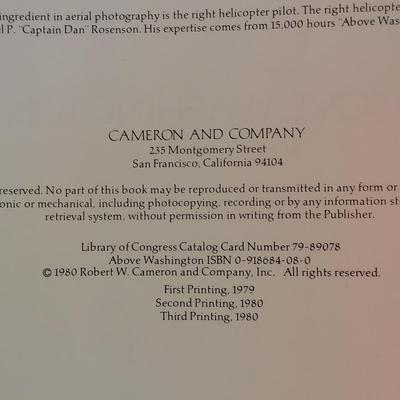 ingredient in aerial photography is the right helicopter pilot. The right helicopte
el P. "Captain Dan" Rosenson. His expertise comes from 15,000 hours "Above Was
CAMERON AND COMPANY
235 Montgomery Street
San Francisco, California 94104
reserved. No part of this book may be reproduced or transmitted in any form or
onic or mechanical, including photocopying, recording or by any information sto
retrieval system, without permission in writing from the Publisher.
Library of Congress Catalog Card Number 79-89078
Above Washington ISBN 0-918684-08-0
© 1980 Robert W. Cameron and Company, Inc. All rights reserved.
First Printing, 1979
Second Printing, 1980
Third Printing, 1980